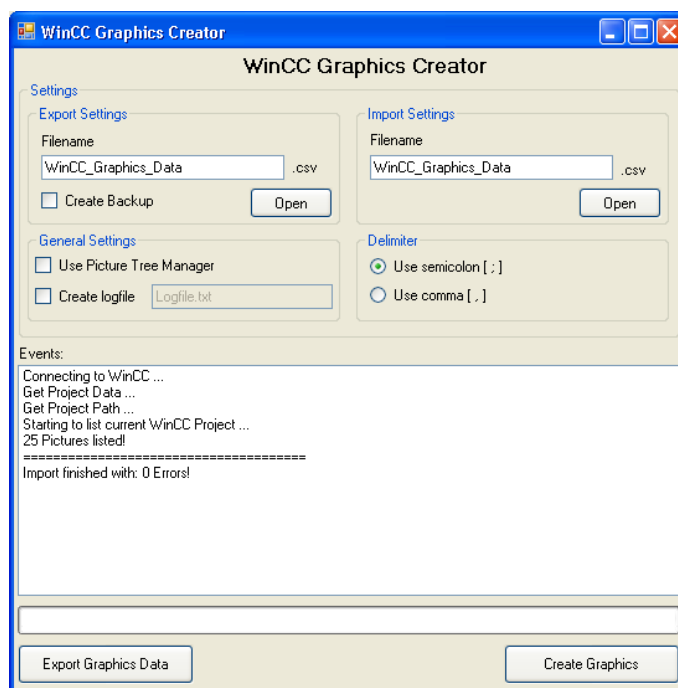 WinCC Graphics Creator
WinCC Graphics Creator
Settings
Export Settings
Filename
WinCC_Graphics_Data .csv
Create Backup
Open
Import Settings
Filename
WinCC_Graphics_Data .csv
Open
General Settings
Use Picture Tree Manager
Create logfile Logfile.txt
Delimiter
Use semicolon [ ; ]
Use comma [ , ]
Events:
Connecting to WinCC ...
Get Project Data ...
Get Project Path ...
Starting to list current WinCC Project ...
25 Pictures listed!
======================================
Import finished with: 0 Errors!
Export Graphics Data
Create Graphics